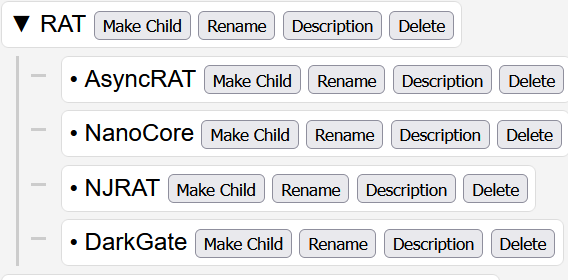 ▼ RAT Make Child Rename Description Delete
• AsyncRAT Make Child Rename Description Delete
• NanoCore Make Child Rename Description Delete
• NJRAT Make Child Rename Description Delete
• DarkGate Make Child Rename Description Delete